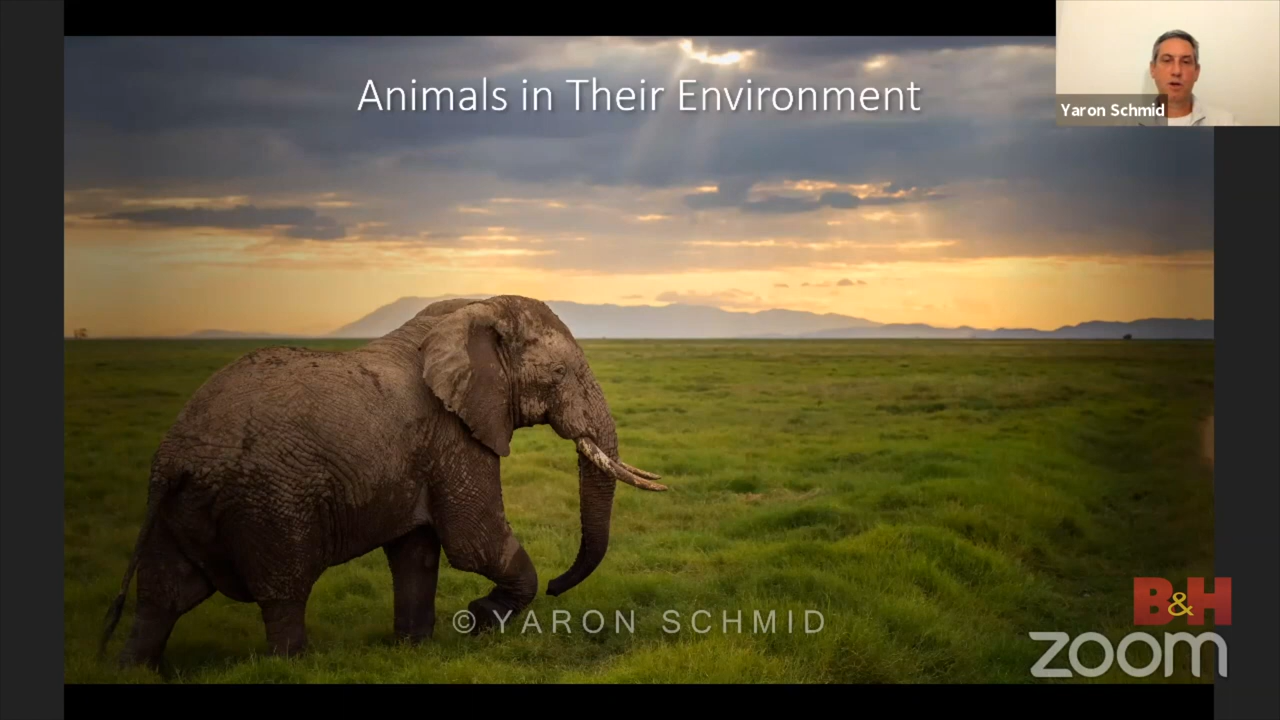 Animals in Their Environment
Yaron Schmid
© YARON SCHMID
B&H
zoom